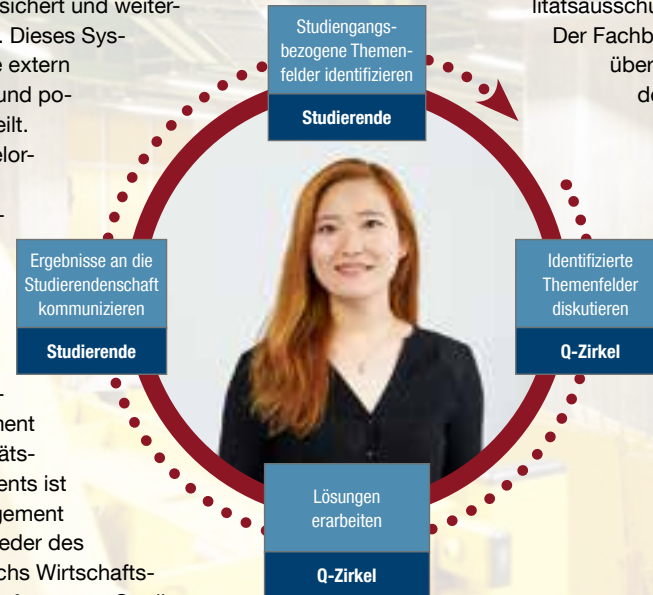 sichert und weiter-
. Dieses Sys-
e extern
und po-
eilt.
elor-
-
-
ment
äts-
ents ist
gement
ieder des
chs Wirtschafts-
litätsausschu
Der Fachb
über
de
Studiengangs-
bezogene Themen-
felder identifizieren
Studierende
Identifizierte
Themenfelder
diskutieren
Q-Zirkel
Lösungen
erarbeiten
Q-Zirkel
Ergebnisse an die
Studierendenschaft
kommunizieren
Studierende